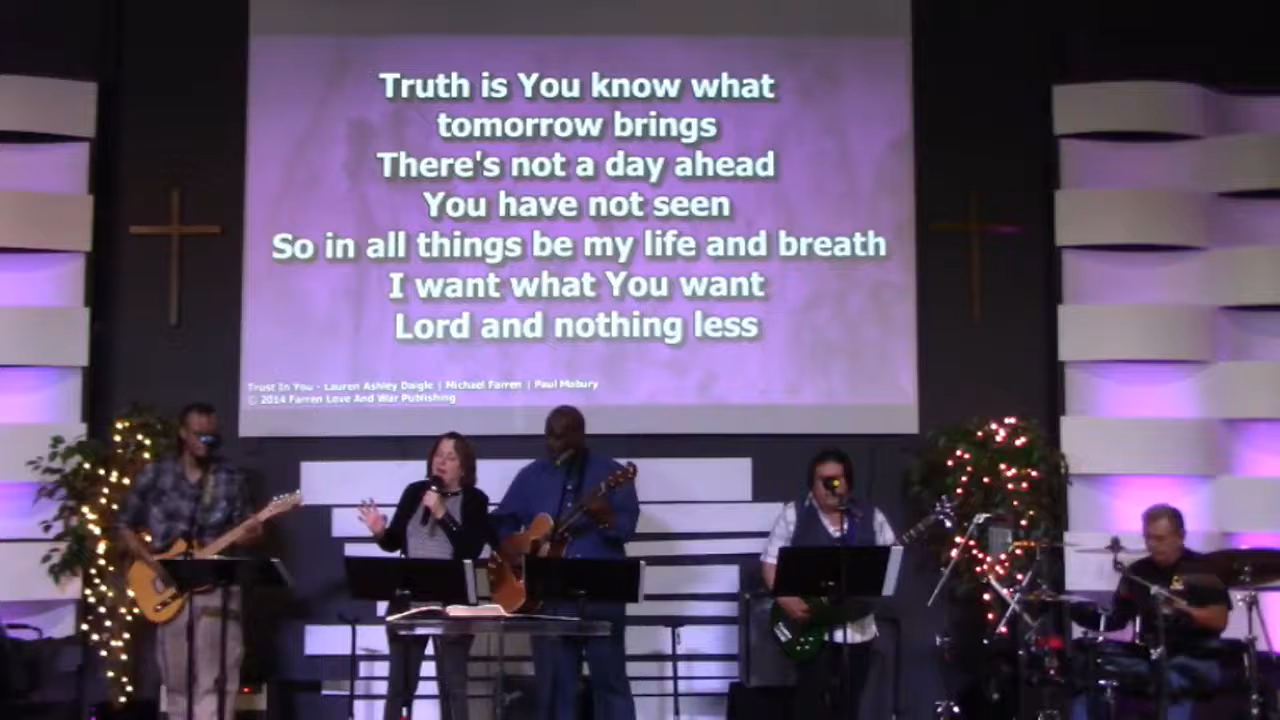 Truth is You know what
tomorrow brings
There's not a day ahead
You have not seen
So in all things be my life and breath
I want what You want
Lord and nothing less
Trust In You - Lauren Ashley Daigle | Michael Farren | Paul Mabury
© 2014 Farren Love And War Publishing